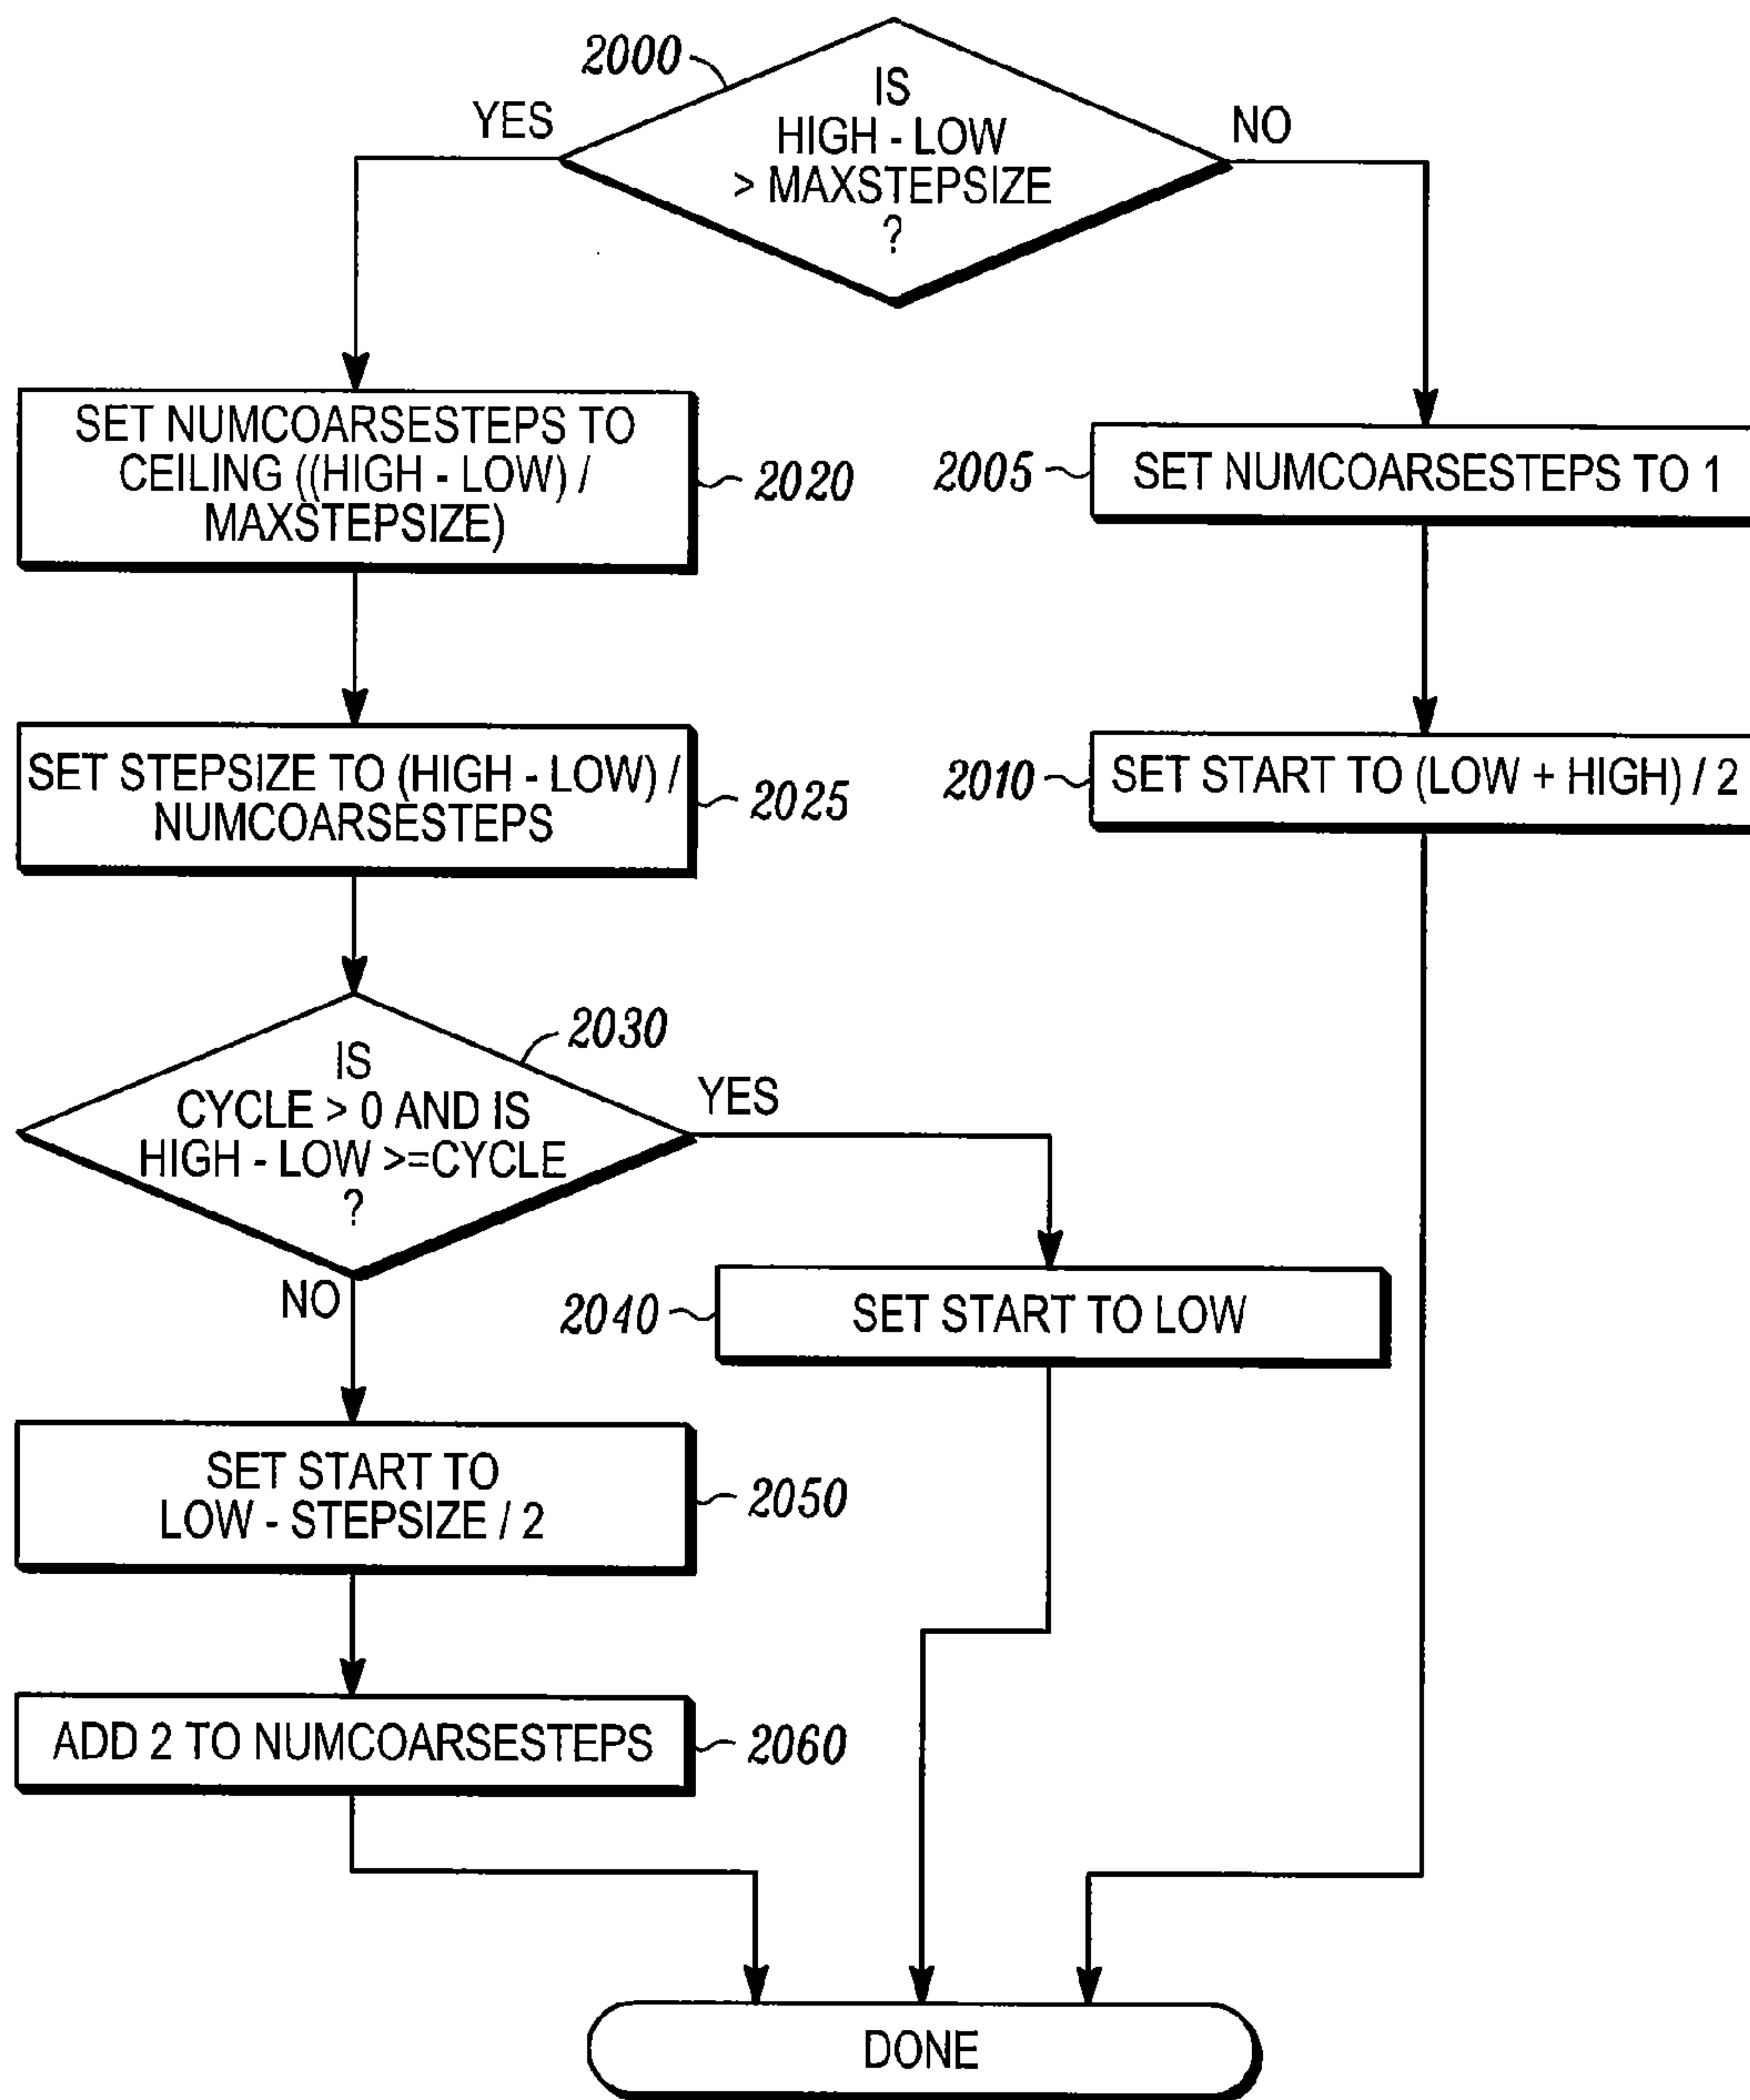 2000
IS
HIGH - LOW
> MAXSTEPSIZE
?
YES
NO
SET NUMCOARSESTEPS TO
CEILING ((HIGH - LOW) /
MAXSTEPSIZE)
2020
2005
SET NUMCOARSESTEPS TO 1
SET STEPSIZE TO (HIGH - LOW) /
NUMCOARSESTEPS
2025
2010
SET START TO (LOW + HIGH) / 2
2030
IS
CYCLE > 0 AND IS
HIGH - LOW >=CYCLE
?
YES
NO
2040
SET START TO LOW
SET START TO
LOW - STEPSIZE / 2
2050
ADD 2 TO NUMCOARSESTEPS
2060
DONE